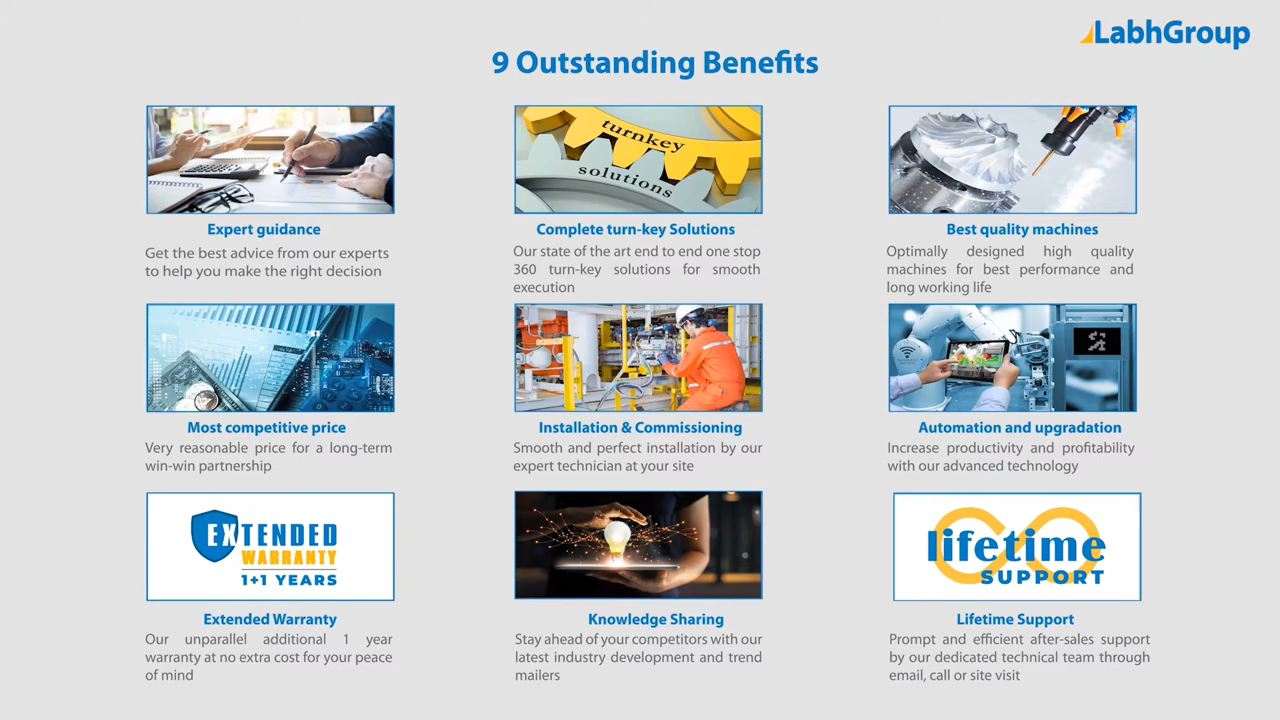 LabhGroup
9 Outstanding Benefits
turnkey
solutions
Expert guidance
Get the best advice from our experts
to help you make the right decision
Complete turn-key Solutions
Our state of the art end to end one stop
360 turn-key solutions for smooth
execution
Best quality machines
Optimally designed high quality
machines for best performance and
long working life
Most competitive price
Very reasonable price for a long-term
win-win partnership
Installation & Commissioning
Smooth and perfect installation by our
expert technician at your site
Automation and upgradation
Increase productivity and profitability
with our advanced technology
EXTENDED
WARRANTY
1+1 YEARS
Extended Warranty
Our unparallel additional 1 year
warranty at no extra cost for your peace
of mind
Knowledge Sharing
Stay ahead of your competitors with our
latest industry development and trend
mailers
lifetime
SUPPORT
Lifetime Support
Prompt and efficient after-sales support
by our dedicated technical team through
email, call or site visit